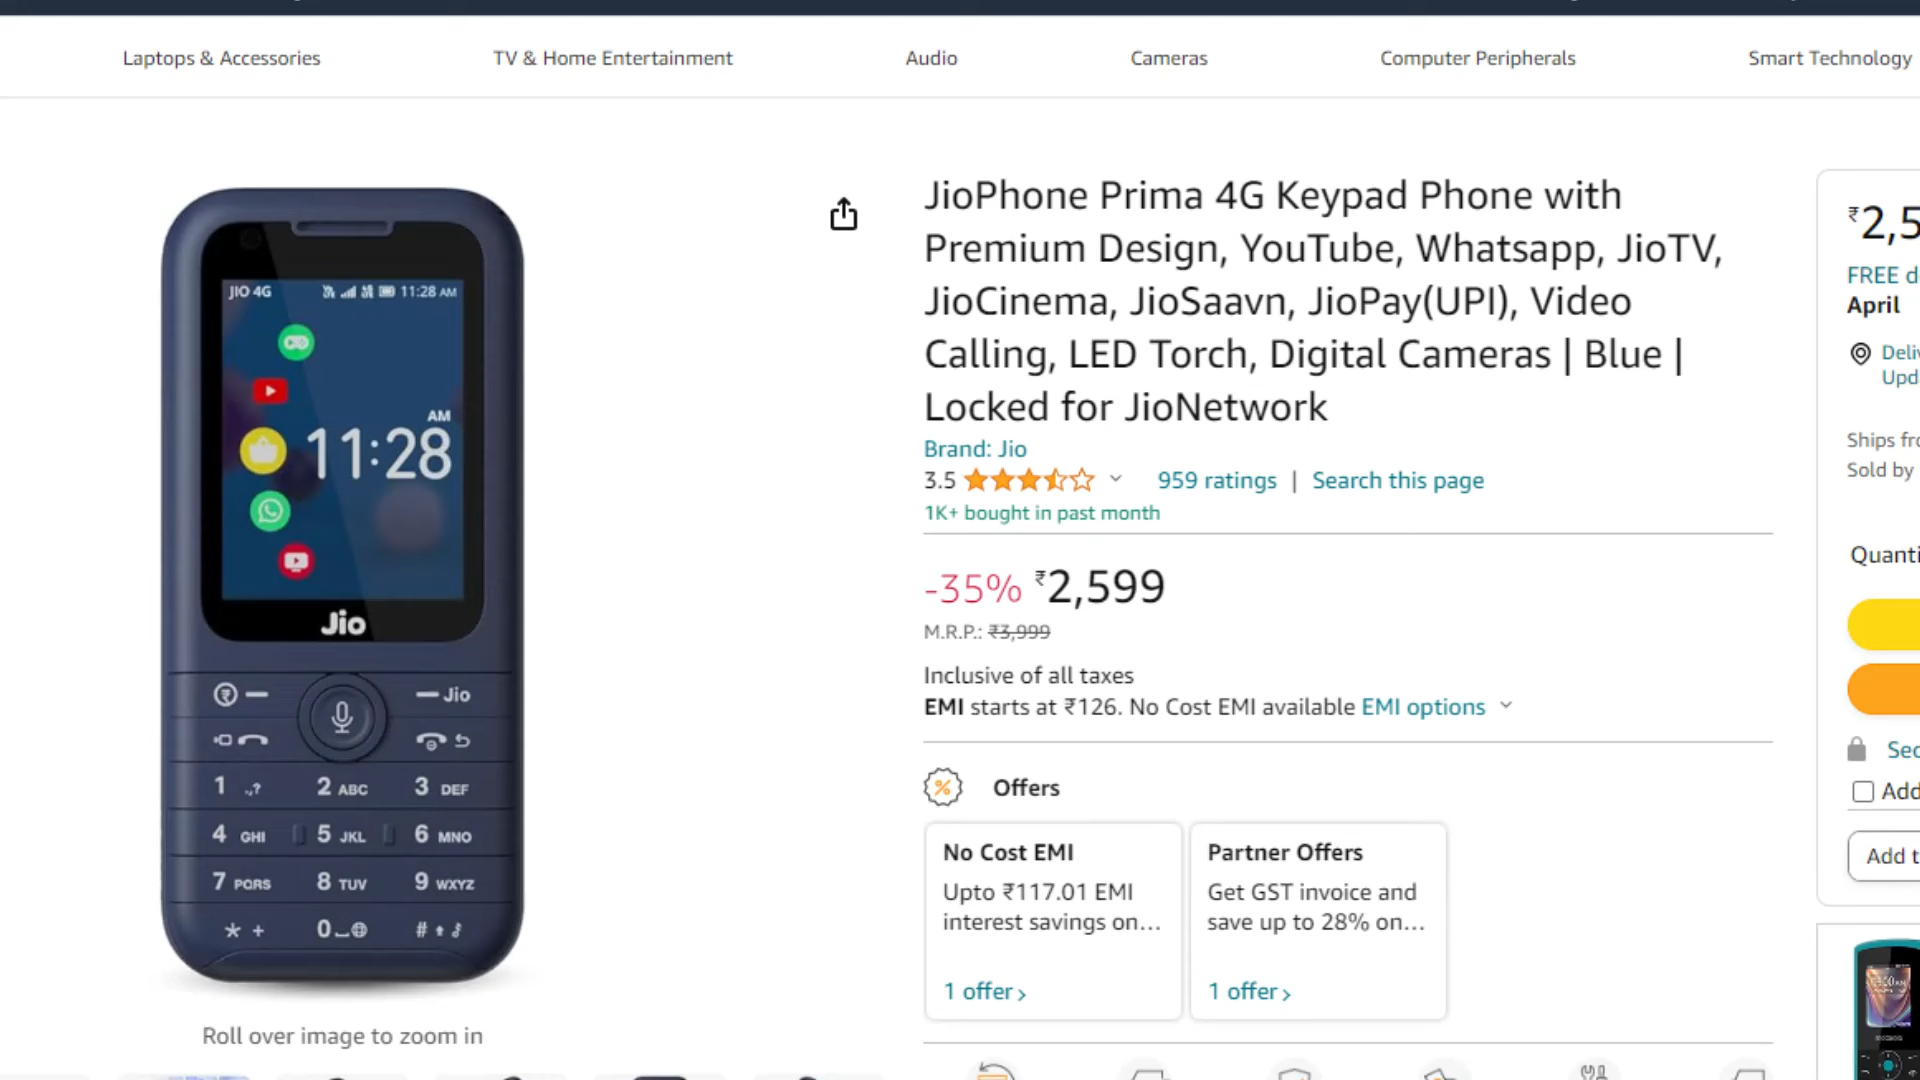 Laptops & Accessories
TV & Home Entertainment
Audio
Cameras
Computer Peripherals
Smart Technology
JIO 4G
11:28 AM
AM
11:28
Jio
Jio
1 .,?
2 ABC
3 DEF
4 GHI
5 JKL
6 MNO
7 PQRS
8 TUV
9 WXYZ
* +
0
#
Roll over image to zoom in
JioPhone Prima 4G Keypad Phone with
Premium Design, YouTube, Whatsapp, JioTV,
JioCinema, JioSaavn, JioPay(UPI), Video
Calling, LED Torch, Digital Cameras | Blue |
Locked for JioNetwork
Brand: Jio
3.5
959 ratings | Search this page
1K+ bought in past month
-35% ₹2,599
M.R.P.: ₹3,999
Inclusive of all taxes
EMI starts at ₹126. No Cost EMI available EMI options
Offers
No Cost EMI
Upto ₹117.01 EMI
interest savings on...
1 offer ›
Partner Offers
Get GST invoice and
save up to 28% on...
1 offer ›
₹2,5
FREE d
April
Deliv
Upd
Ships fro
Sold by
Quanti
Sec
Add
Add t